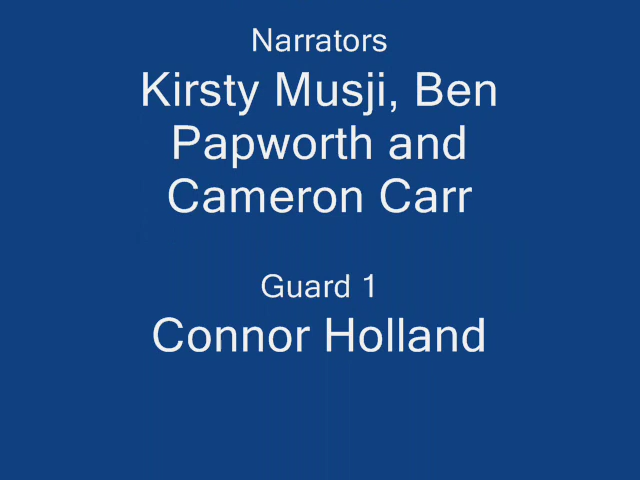 Narrators
Kirsty Musji, Ben
Papworth and
Cameron Carr
Guard 1
Connor Holland